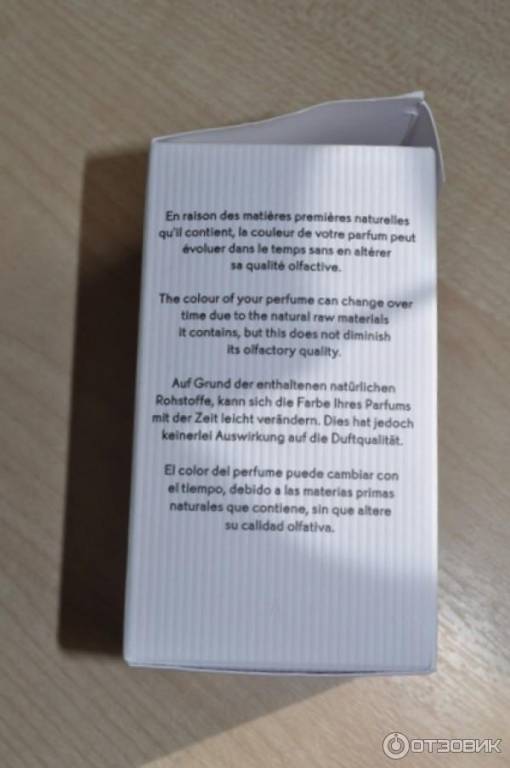 En raison des matières premières naturelles
qu'il contient, la couleur de votre parfum peut
évoluer dans le temps sans en altérer
sa qualité olfactive.
The colour of your perfume can change over
time due to the natural raw materials
it contains, but this does not diminish
its olfactory quality.
Auf Grund der enthaltenen natürlichen
Rohstoffe, kann sich die Farbe Ihres Parfums
mit der Zeit leicht verändern. Dies hat jedoch
keinerlei Auswirkung auf die Duftqualität.
El color del perfume puede cambiar con
el tiempo, debido a las materias primas
naturales que contiene, sin que altere
su calidad olfativa.
ОТЗОВИК